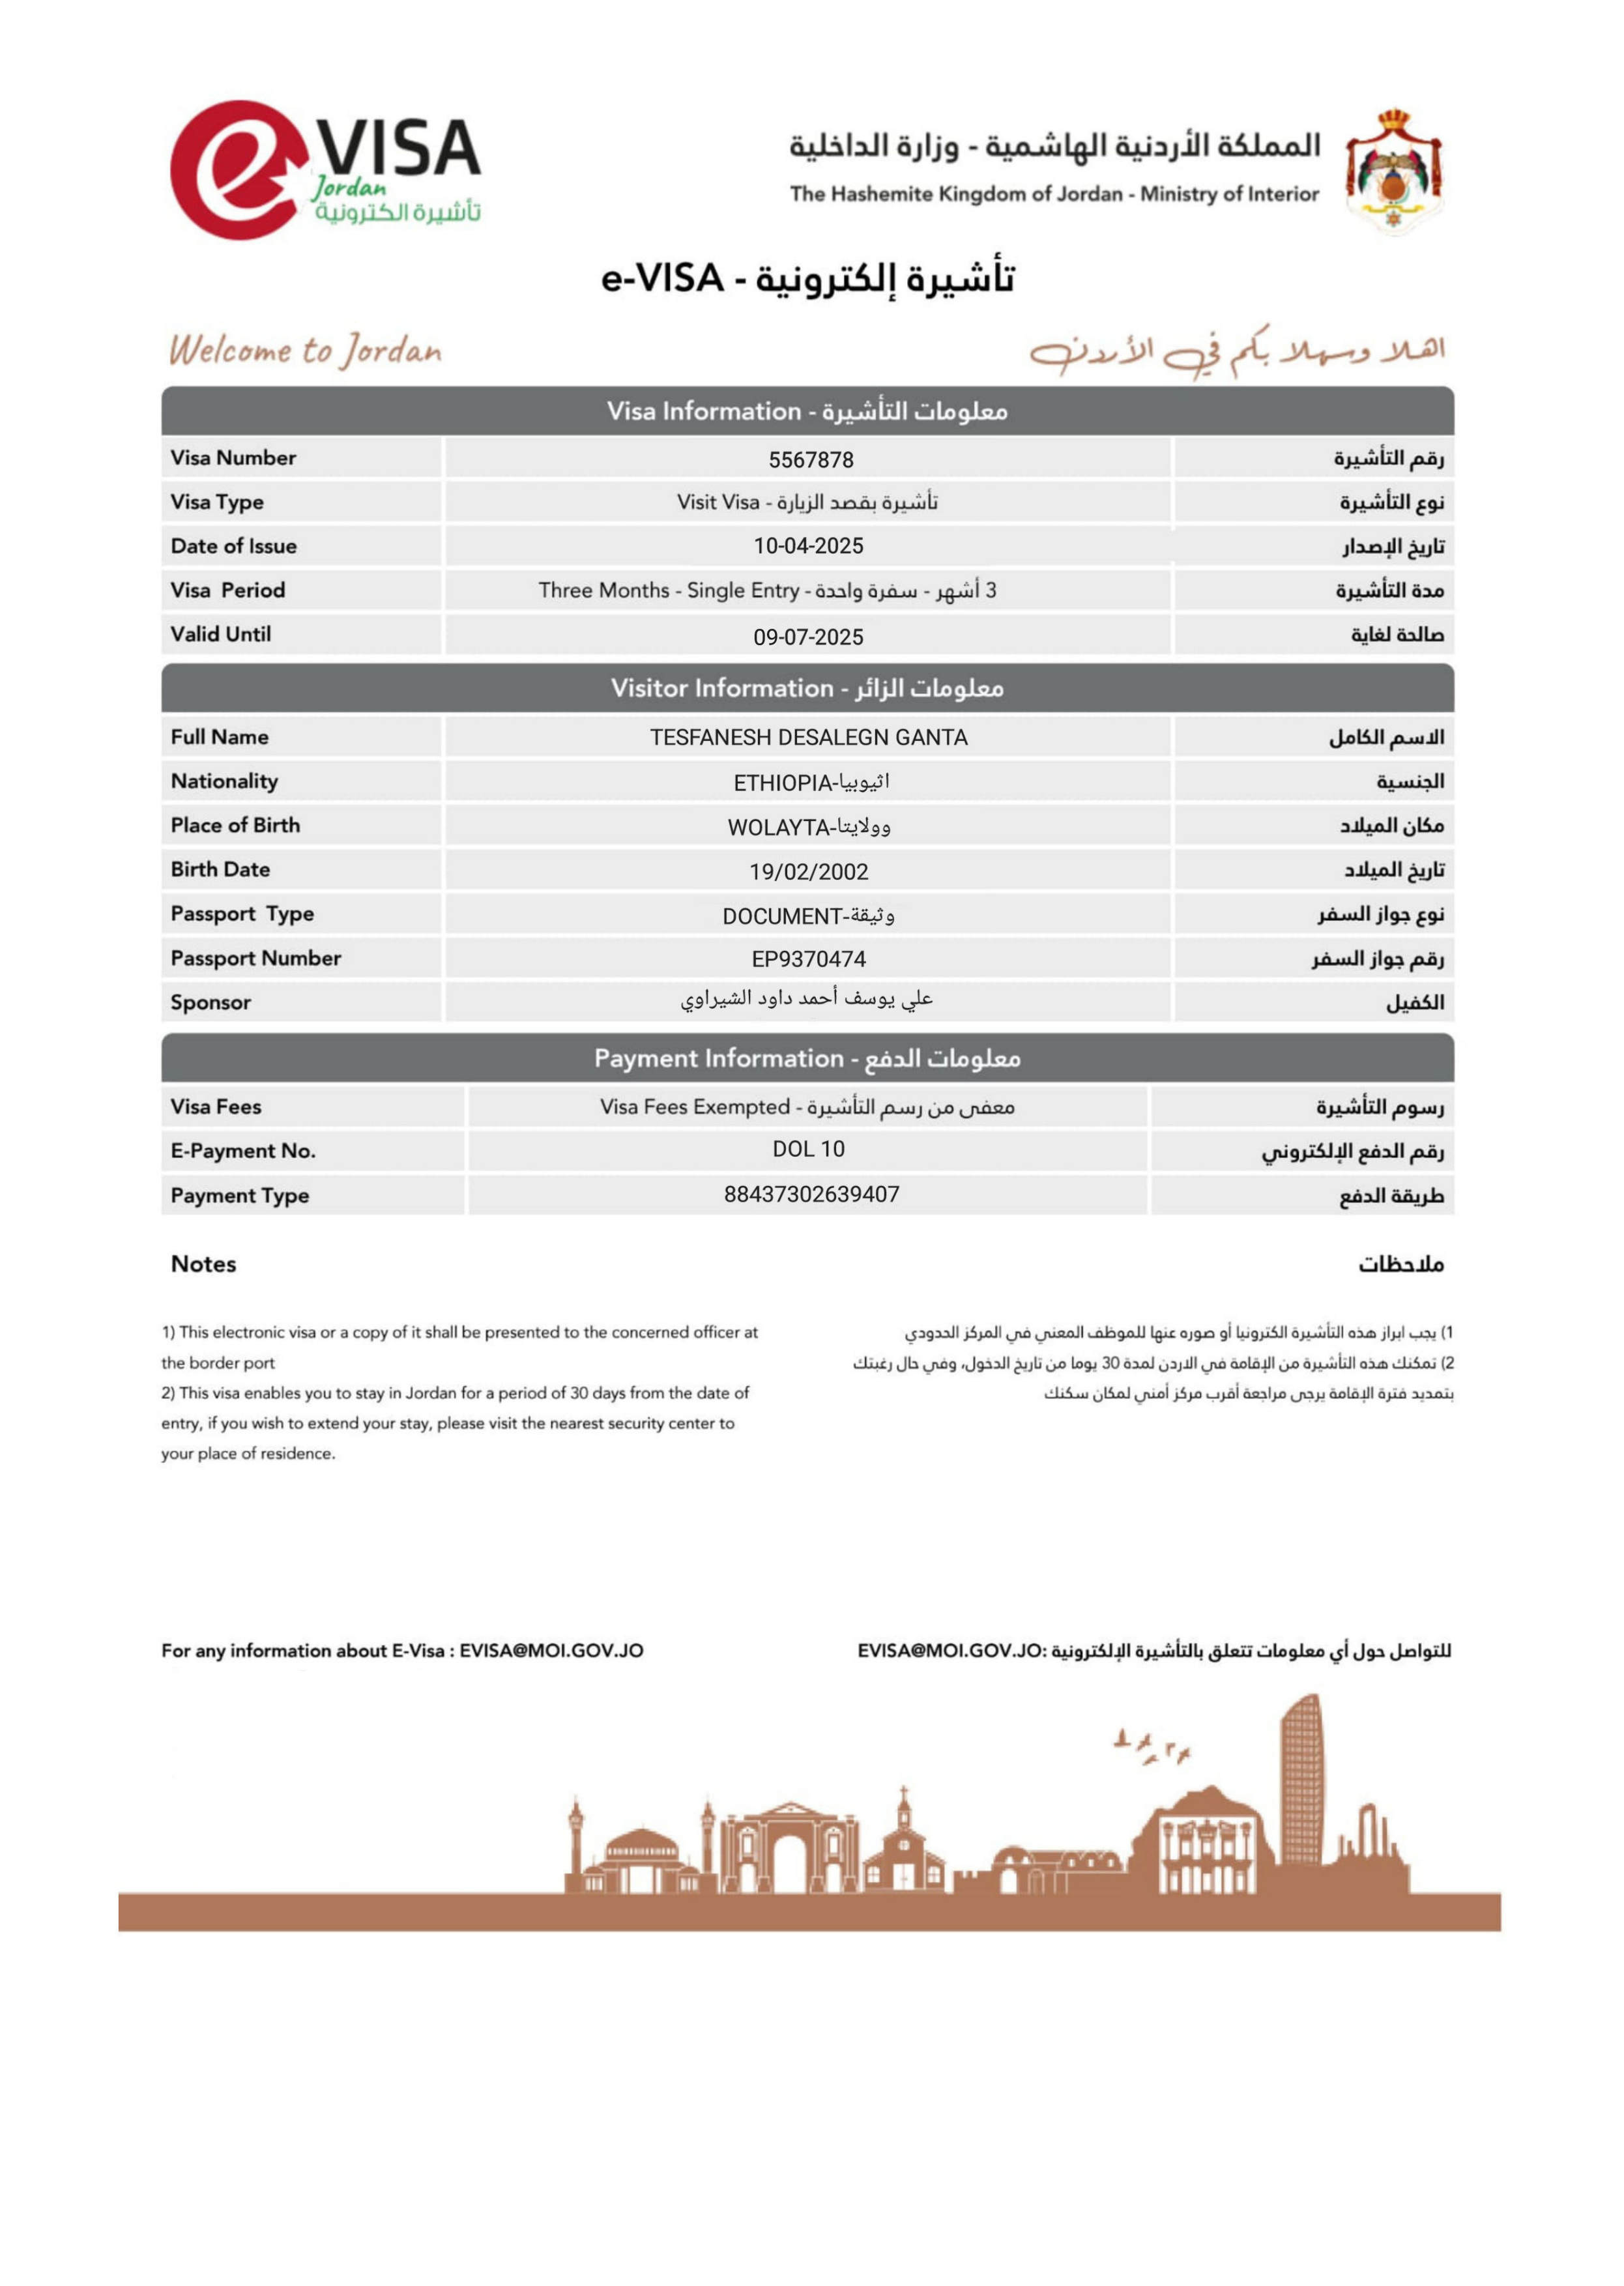 e VISA
Jordan
تأشيرة الكترونية
المملكة الأردنية الهاشمية - وزارة الداخلية
The Hashemite Kingdom of Jordan - Ministry of Interior
e-VISA - تأشيرة إلكترونية
Welcome to Jordan
اهلا وسهلا بكم في الأردن
Visa Information - معلومات التأشيرة
Visa Number 5567878 رقم التأشيرة
Visa Type Visit Visa - تأشيرة بقصد الزيارة نوع التأشيرة
Date of Issue 10-04-2025 تاريخ الإصدار
Visa Period Three Months - Single Entry - 3 أشهر - سفرة واحدة مدة التأشيرة
Valid Until 09-07-2025 صالحة لغاية
Visitor Information - معلومات الزائر
Full Name TESFANESH DESALEGN GANTA الاسم الكامل
Nationality ETHIOPIA-اثيوبيا الجنسية
Place of Birth WOLAYTA-وولايتا مكان الميلاد
Birth Date 19/02/2002 تاريخ الميلاد
Passport Type DOCUMENT-وثيقة نوع جواز السفر
Passport Number EP9370474 رقم جواز السفر
Sponsor علي يوسف أحمد داود الشيراوي الكفيل
Payment Information - معلومات الدفع
Visa Fees Visa Fees Exempted - معفى من رسم التأشيرة رسوم التأشيرة
E-Payment No. DOL 10 رقم الدفع الإلكتروني
Payment Type 88437302639407 طريقة الدفع
Notes
ملاحظات
1) This electronic visa or a copy of it shall be presented to the concerned officer at
the border port
2) This visa enables you to stay in Jordan for a period of 30 days from the date of
entry, if you wish to extend your stay, please visit the nearest security center to
your place of residence.
1) يجب ابراز هذه التأشيرة الكترونيا أو صوره عنها للموظف المعني في المركز الحدودي
2) تمكنك هذه التأشيرة من الإقامة في الاردن لمدة 30 يوما من تاريخ الدخول، وفي حال رغبتك
بتمديد فترة الإقامة يرجى مراجعة أقرب مركز أمني لمكان سكنك
For any information about E-Visa : EVISA@MOI.GOV.JO
للتواصل حول أي معلومات تتعلق بالتأشيرة الإلكترونية :EVISA@MOI.GOV.JO